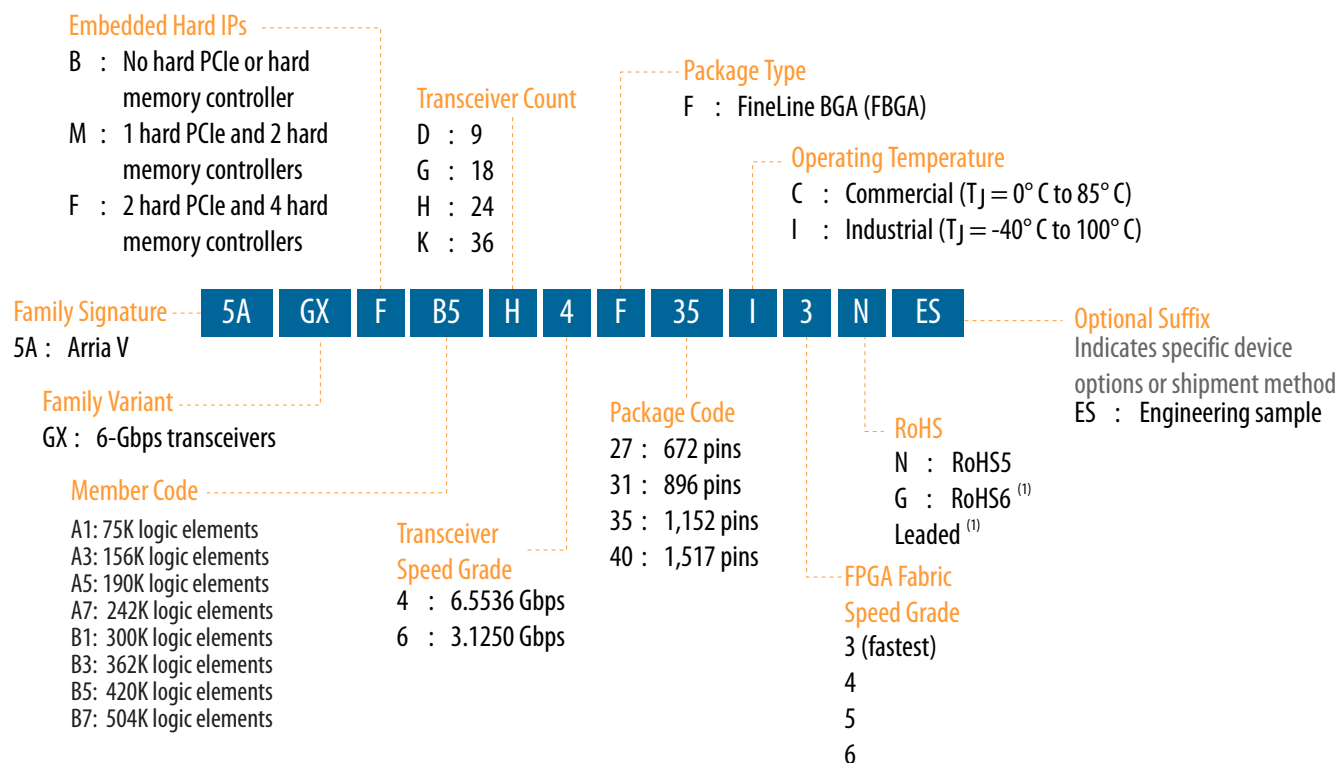 Embedded Hard IPs
B : No hard PCIe or hard
memory controller
M : 1 hard PCIe and 2 hard
memory controllers
F : 2 hard PCIe and 4 hard
memory controllers
Transceiver Count
D : 9
G : 18
H : 24
K : 36
Package Type
F : FineLine BGA (FBGA)
Operating Temperature
C : Commercial (TJ = 0° C to 85° C)
I : Industrial (TJ = -40° C to 100° C)
Family Signature
5A : Arria V
5A GX F B5 H 4 F 35 I 3 N ES
Optional Suffix
Indicates specific device
options or shipment method
ES : Engineering sample
Family Variant
GX : 6-Gbps transceivers
Member Code
A1: 75K logic elements
A3: 156K logic elements
A5: 190K logic elements
A7: 242K logic elements
B1: 300K logic elements
B3: 362K logic elements
B5: 420K logic elements
B7: 504K logic elements
Transceiver
Speed Grade
4 : 6.5536 Gbps
6 : 3.1250 Gbps
Package Code
27 : 672 pins
31 : 896 pins
35 : 1,152 pins
40 : 1,517 pins
RoHS
N : RoHS5
G : RoHS6 (1)
Leaded (1)
FPGA Fabric
Speed Grade
3 (fastest)
4
5
6